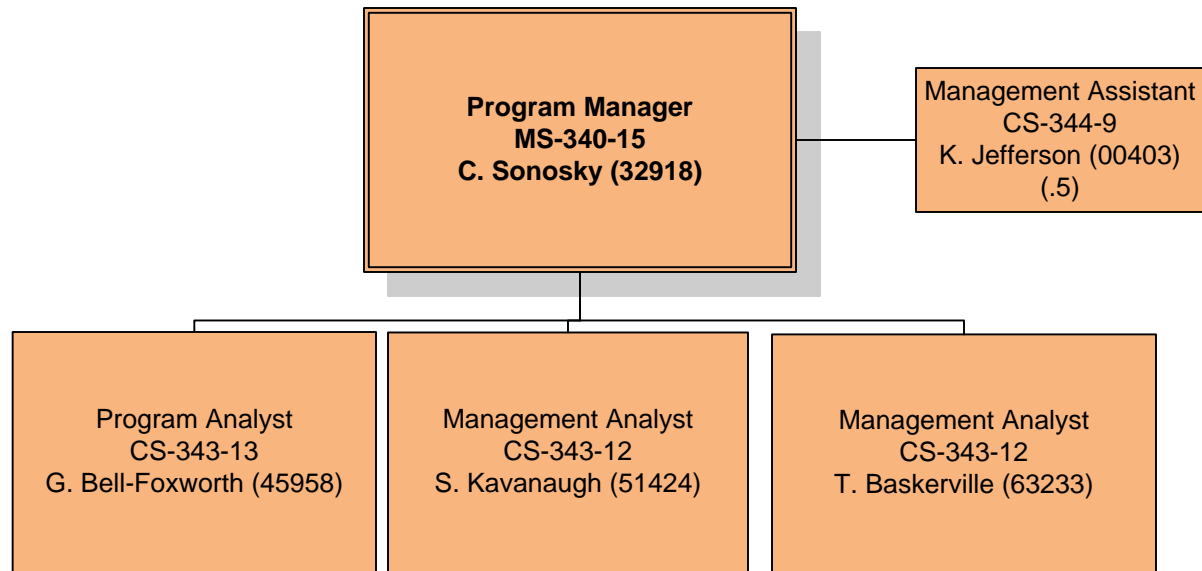 Program Manager
MS-340-15
C. Sonosky (32918)
Management Assistant
CS-344-9
K. Jefferson (00403)
(.5)
Program Analyst
CS-343-13
G. Bell-Foxworth (45958)
Management Analyst
CS-343-12
S. Kavanaugh (51424)
Management Analyst
CS-343-12
T. Baskerville (63233)